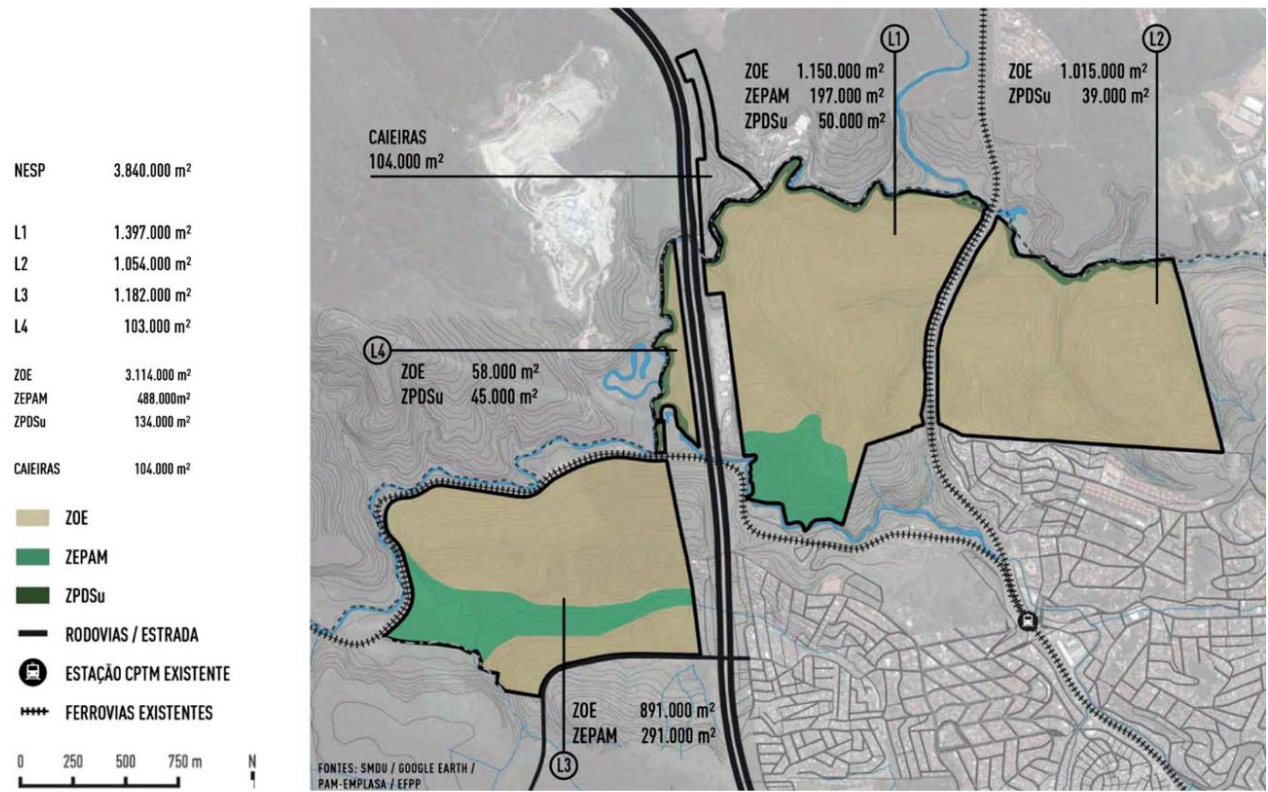 NESP 3.840.000 m²
L1 1.397.000 m²
L2 1.054.000 m²
L3 1.182.000 m²
L4 103.000 m²
ZOE 3.114.000 m²
ZEPAM 488.000m²
ZPDSu 134.000 m²
CAIEIRAS 104.000 m²
ZOE
ZEPAM
ZPDSu
RODOVIAS / ESTRADA
ESTAÇÃO CPTM EXISTENTE
FERROVIAS EXISTENTES
0 250 500 750 m N
CAIEIRAS
104.000 m²
L1
ZOE 1.150.000 m²
ZEPAM 197.000 m²
ZPDSu 50.000 m²
L2
ZOE 1.015.000 m²
ZPDSu 39.000 m²
L4
ZOE 58.000 m²
ZPDSu 45.000 m²
ZOE 891.000 m²
ZEPAM 291.000 m²
L3
FONTES: SMDU / GOOGLE EARTH /
PAM-EMPLASA / EFPP